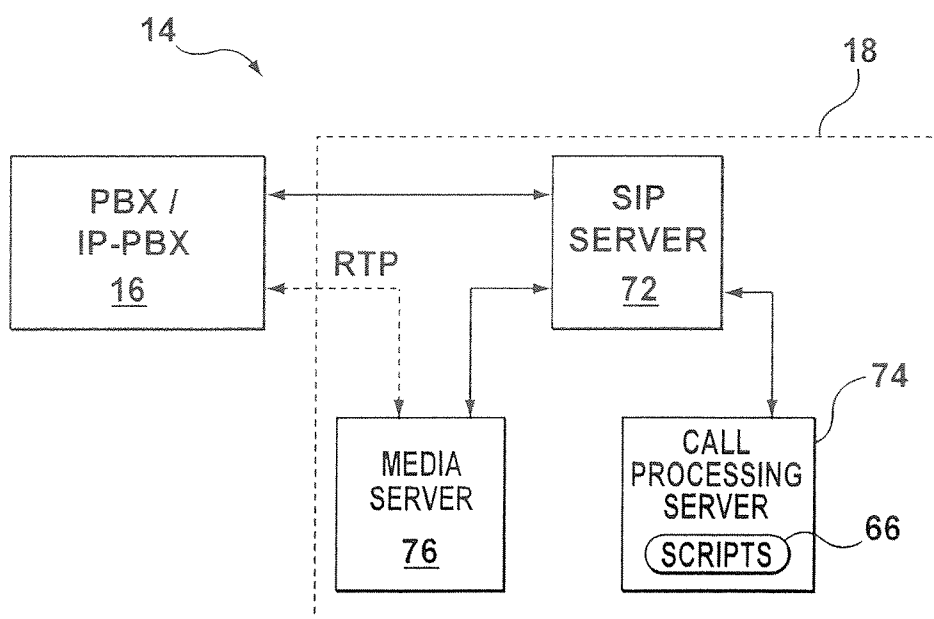 14
18
PBX /
IP-PBX
16
RTP
SIP
SERVER
72
MEDIA
SERVER
76
74
CALL
PROCESSING
SERVER
66
SCRIPTS